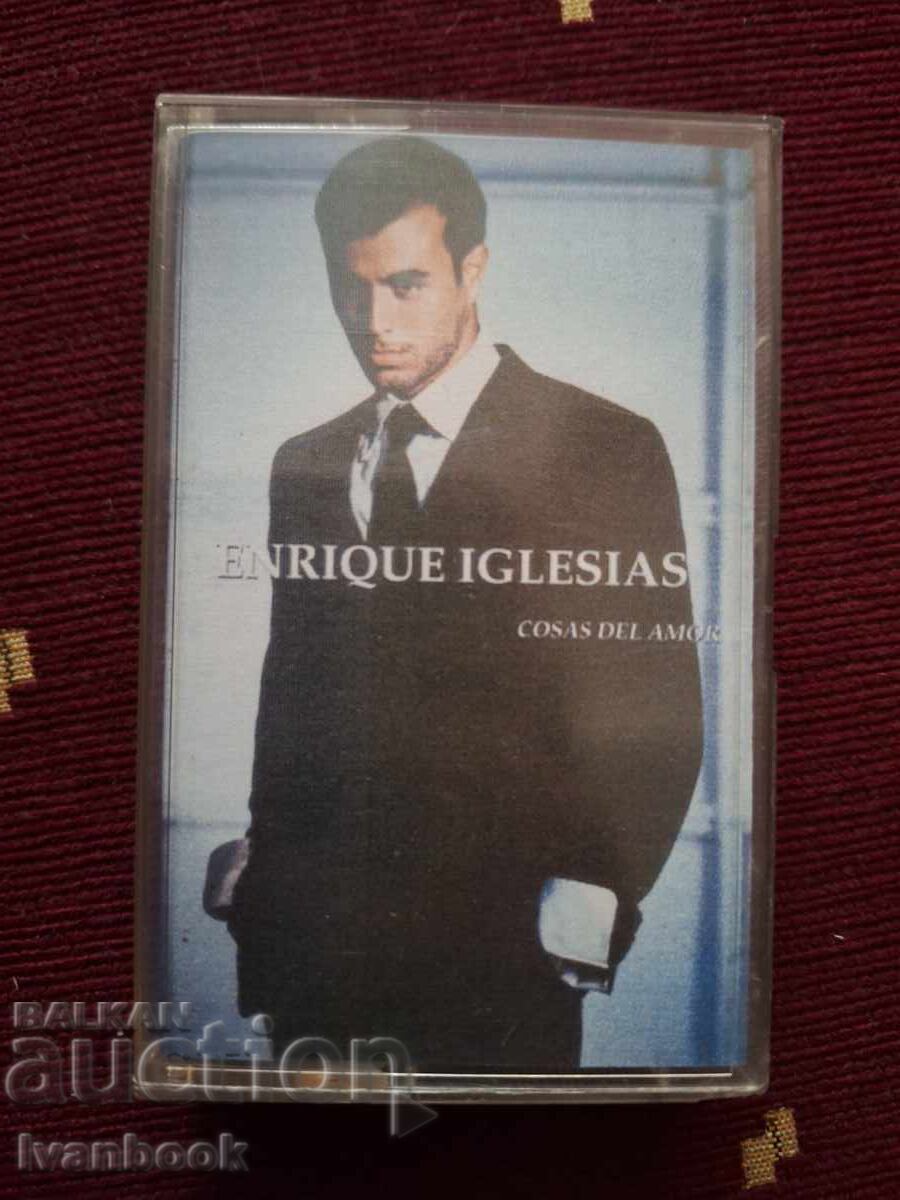 ENRIQUE IGLESIAS
COSAS DEL AMOR
BALKAN
auction
Ivanbook